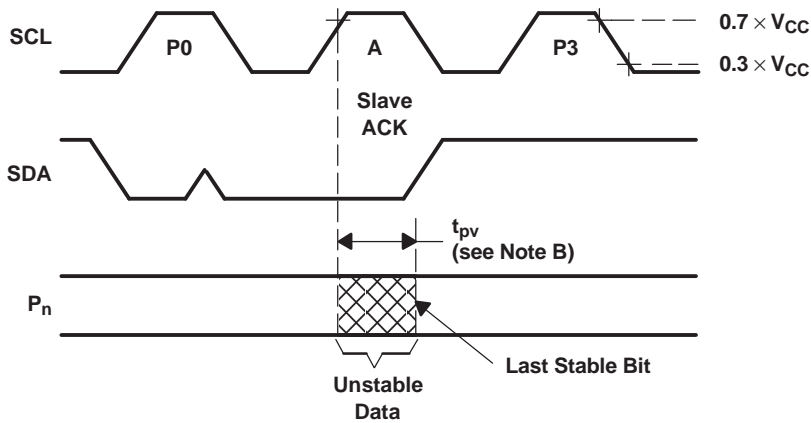 SCL
P0
A
P3
0.7 × VCC
0.3 × VCC
Slave
ACK
SDA
tpv
(see Note B)
Pn
Last Stable Bit
Unstable
Data